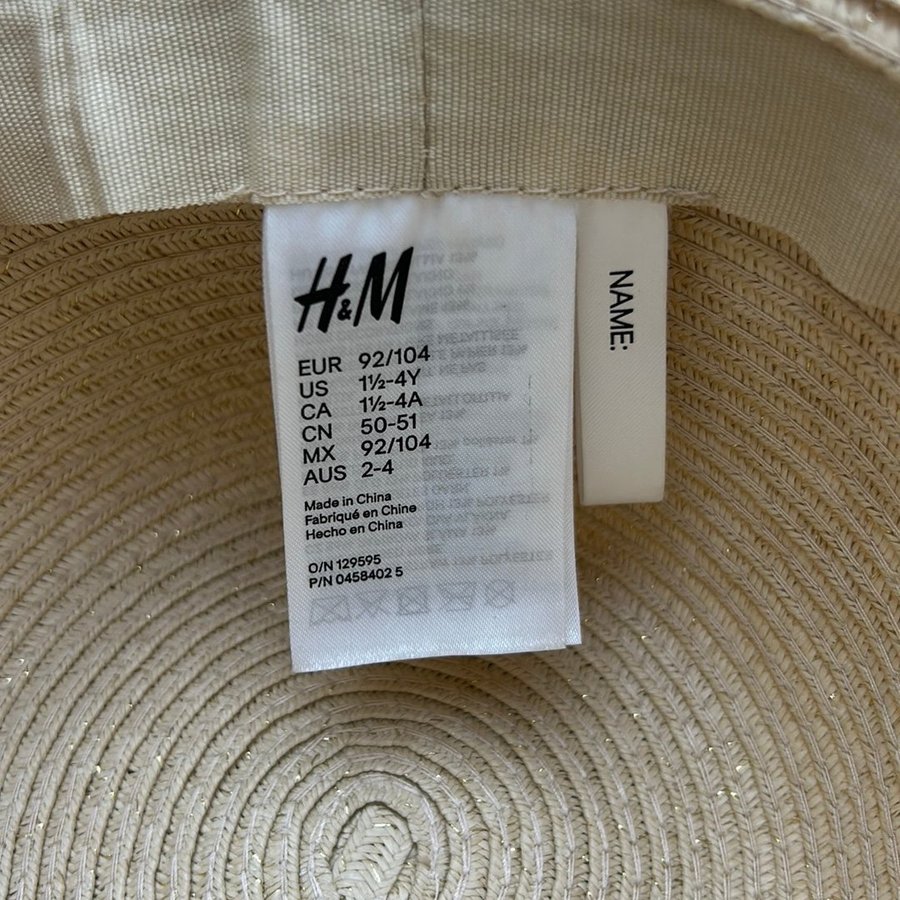 H&M
EUR 92/104
US 1½-4Y
CA 1½-4A
CN 50-51
MX 92/104
AUS 2-4
Made in China
Fabriqué en Chine
Hecho en China
O/N 129595
P/N 0458402 5
NAME: